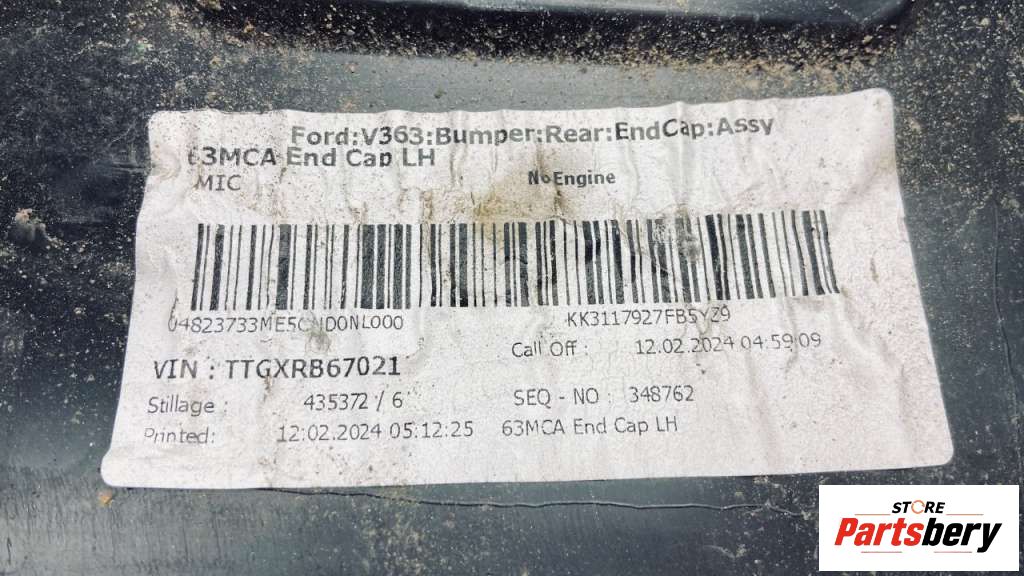 Ford:V363:Bumper:Rear:EndCap:Assy
63MCA End Cap LH
MIC NoEngine
04823733ME5CND0NL000 KK3117927FB5YZ9
Call Off : 12.02.2024 04:59:09
VIN : TTGXRB67021
Stillage : 435372 / 6 SEQ - NO : 348762
Printed: 12.02.2024 05:12:25 63MCA End Cap LH
STORE
Partsbery